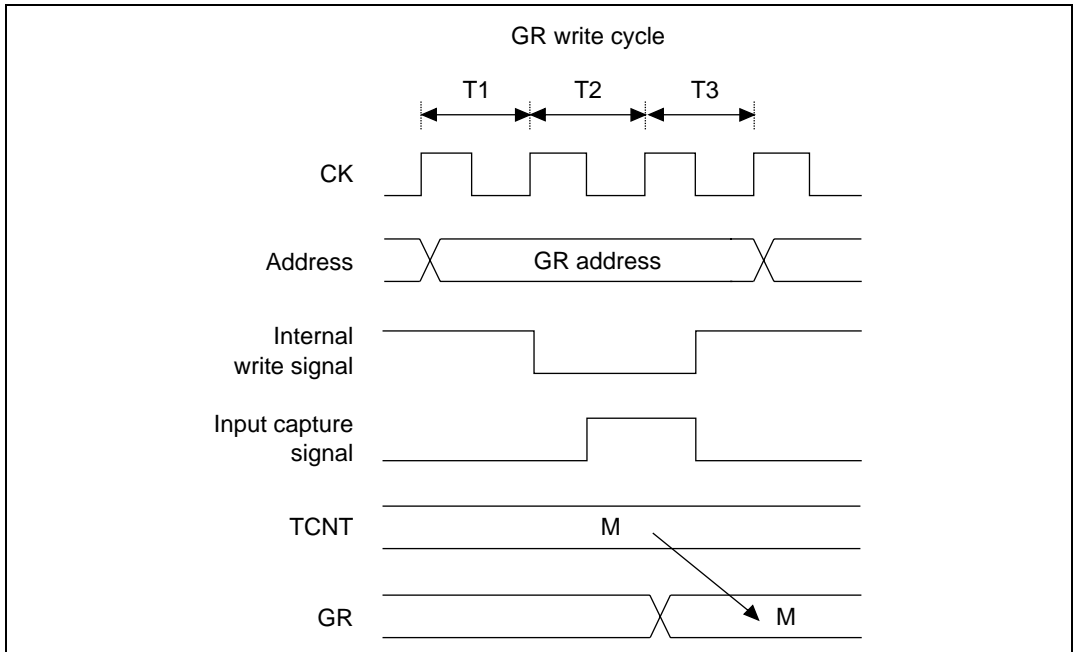 GR write cycle
T1 T2 T3
CK
Address GR address
Internal
write signal
Input capture
signal
TCNT M
GR M